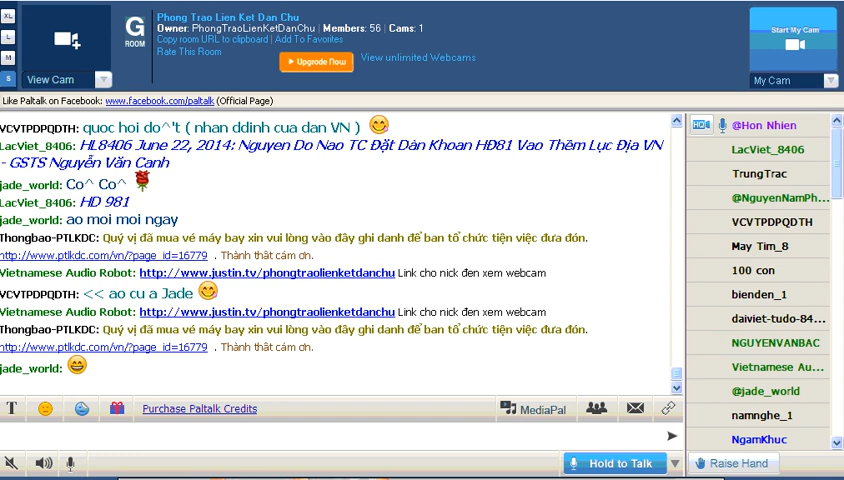 XL
L
M
S
View Cam
G
ROOM
Phong Trao Lien Ket Dan Chu
Owner: PhongTraoLienKetDanChu | Members: 56 | Cams: 1
Copy room URL to clipboard | Add To Favorites
Rate This Room
Upgrade Now
View unlimited Webcams
Start My Cam
My Cam
Like Paltalk on Facebook: www.facebook.com/paltalk (Official Page)
VCVTPDPQDTH: quoc hoi do^'t ( nhan ddinh cua dan VN )
LacViet_8406: HL8406 June 22, 2014: Nguyen Do Nao TC Đặt Dàn Khoan HĐ81 Vao Thềm Lục Địa VN
- GSTS Nguyễn Văn Canh
jade_world: Co^ Co^
LacViet_8406: HD 981
jade_world: ao moi moi ngay
Thongbao-PTLKDC: Quý vị đã mua vé máy bay xin vui lòng vào đây ghi danh để ban tổ chức tiện việc đưa đón.
http://www.ptlkdc.com/vn/?page_id=16779 . Thành thật cám ơn.
Vietnamese Audio Robot: http://www.justin.tv/phongtraolienketdanchu Link cho nick đen xem webcam
VCVTPDPQDTH: << ao cu a Jade
Vietnamese Audio Robot: http://www.justin.tv/phongtraolienketdanchu Link cho nick đen xem webcam
Thongbao-PTLKDC: Quý vị đã mua vé máy bay xin vui lòng vào đây ghi danh để ban tổ chức tiện việc đưa đón.
http://www.ptlkdc.com/vn/?page_id=16779 . Thành thật cám ơn.
jade_world:
T
Purchase Paltalk Credits
MediaPal
Hold to Talk
HD
@Hon Nhien
LacViet_8406
TrungTrac
@NguyenNamPh...
VCVTPDPQDTH
May Tim_8
100 con
bienden_1
daiviet-tudo-84...
NGUYENVANBAC
Vietnamese Au...
@jade_world
namnghe_1
NgamKhuc
Raise Hand